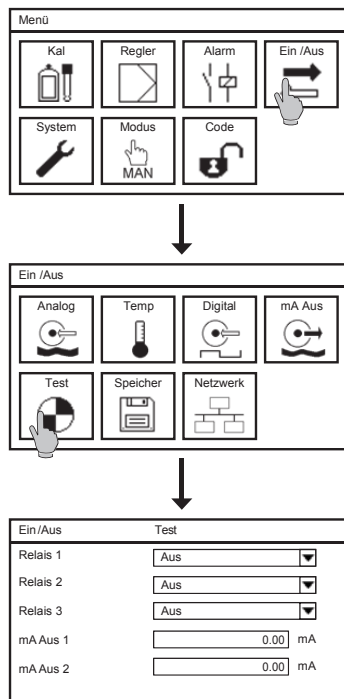 Menü
Kal Regler Alarm Ein /Aus
System Modus Code
MAN
Ein /Aus
Analog Temp Digital mA Aus
Test Speicher Netzwerk
Ein/Aus Test
Relais 1 Aus
Relais 2 Aus
Relais 3 Aus
mA Aus 1 0.00 mA
mA Aus 2 0.00 mA